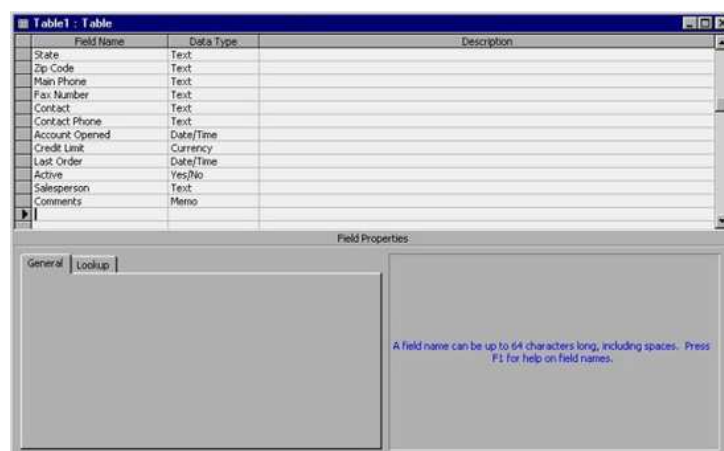 Table1 : Table
Field Name Data Type Description
State Text
Zip Code Text
Main Phone Text
Fax Number Text
Contact Text
Contact Phone Text
Account Opened Date/Time
Credit Limit Currency
Last Order Date/Time
Active Yes/No
Salesperson Text
Comments Memo
Field Properties
General Lookup
A field name can be up to 64 characters long, including spaces. Press
F1 for help on field names.